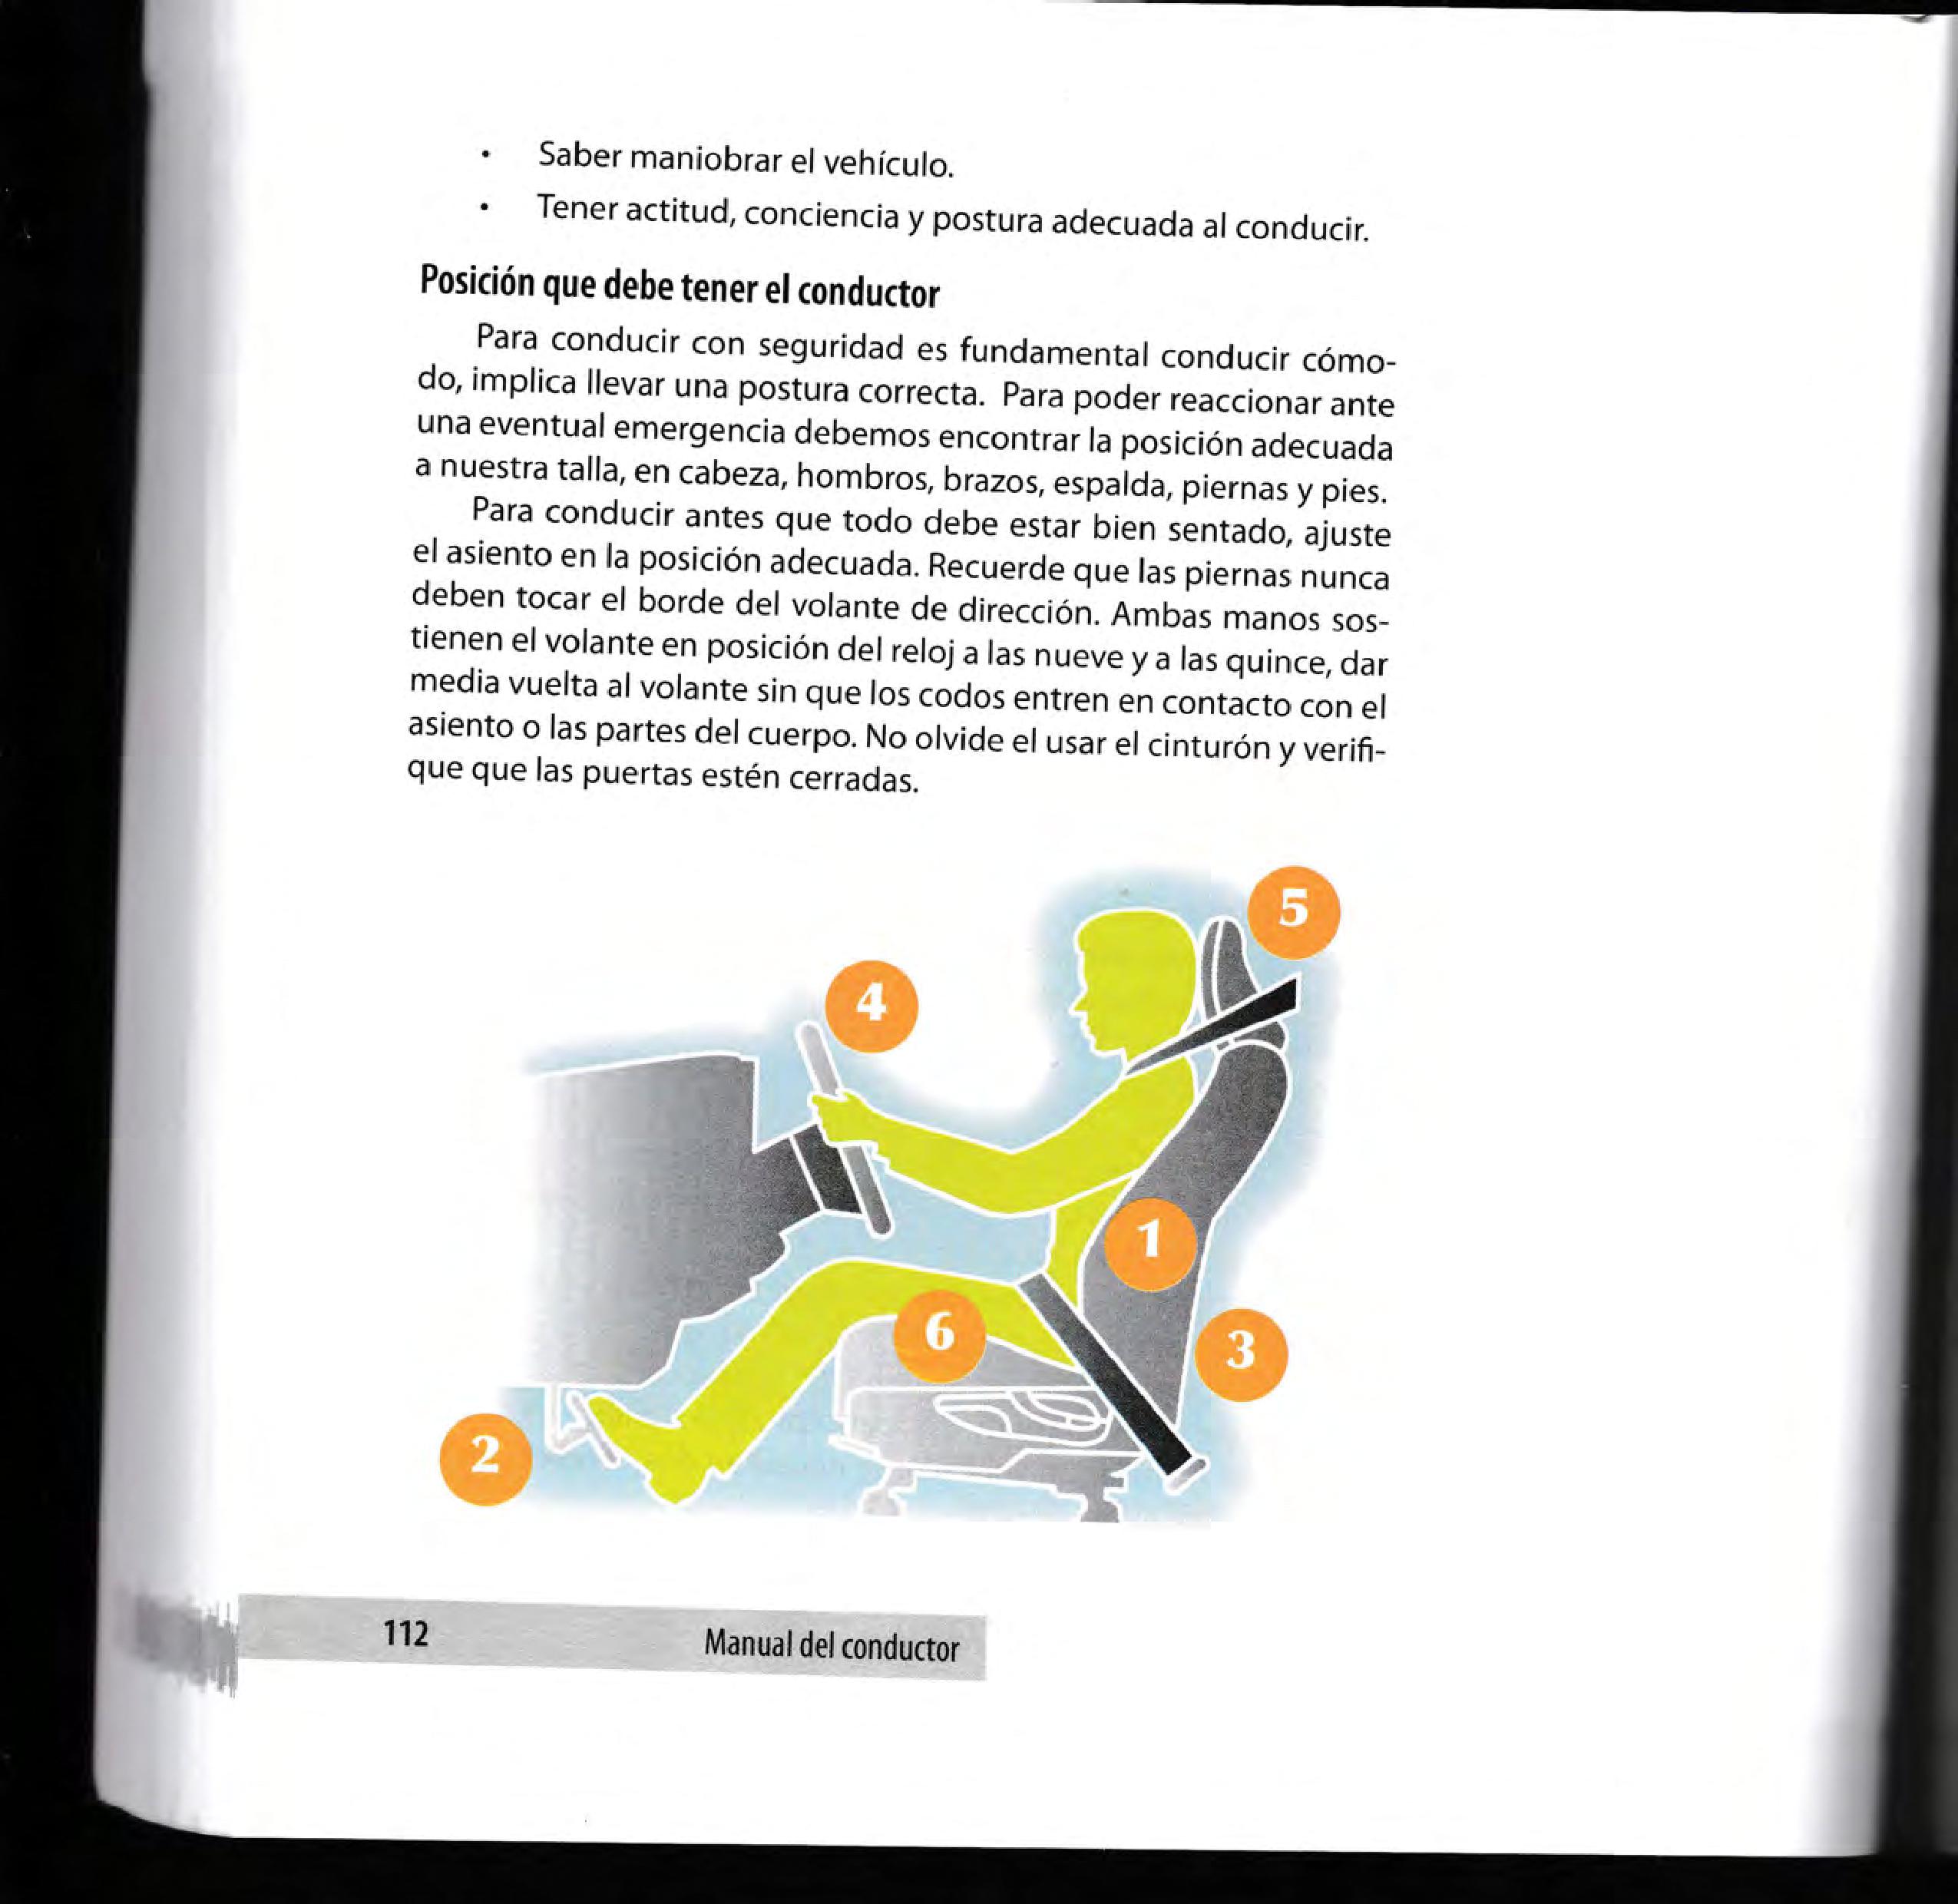 • Saber maniobrar el vehículo.
• Tener actitud, conciencia y postura adecuada al conducir.
Posición que debe tener el conductor
Para conducir con seguridad es fundamental conducir cómo-
do, implica llevar una postura correcta. Para poder reaccionar ante
una eventual emergencia debemos encontrar la posición adecuada
a nuestra talla, en cabeza, hombros, brazos, espalda, piernas y pies.
Para conducir antes que todo debe estar bien sentado, ajuste
el asiento en la posición adecuada. Recuerde que las piernas nunca
deben tocar el borde del volante de dirección. Ambas manos sos-
tienen el volante en posición del reloj a las nueve y a las quince, dar
media vuelta al volante sin que los codos entren en contacto con el
asiento o las partes del cuerpo. No olvide el usar el cinturón y verifi-
que que las puertas estén cerradas.
5
4
1
6
3
2
112 Manual del conductor